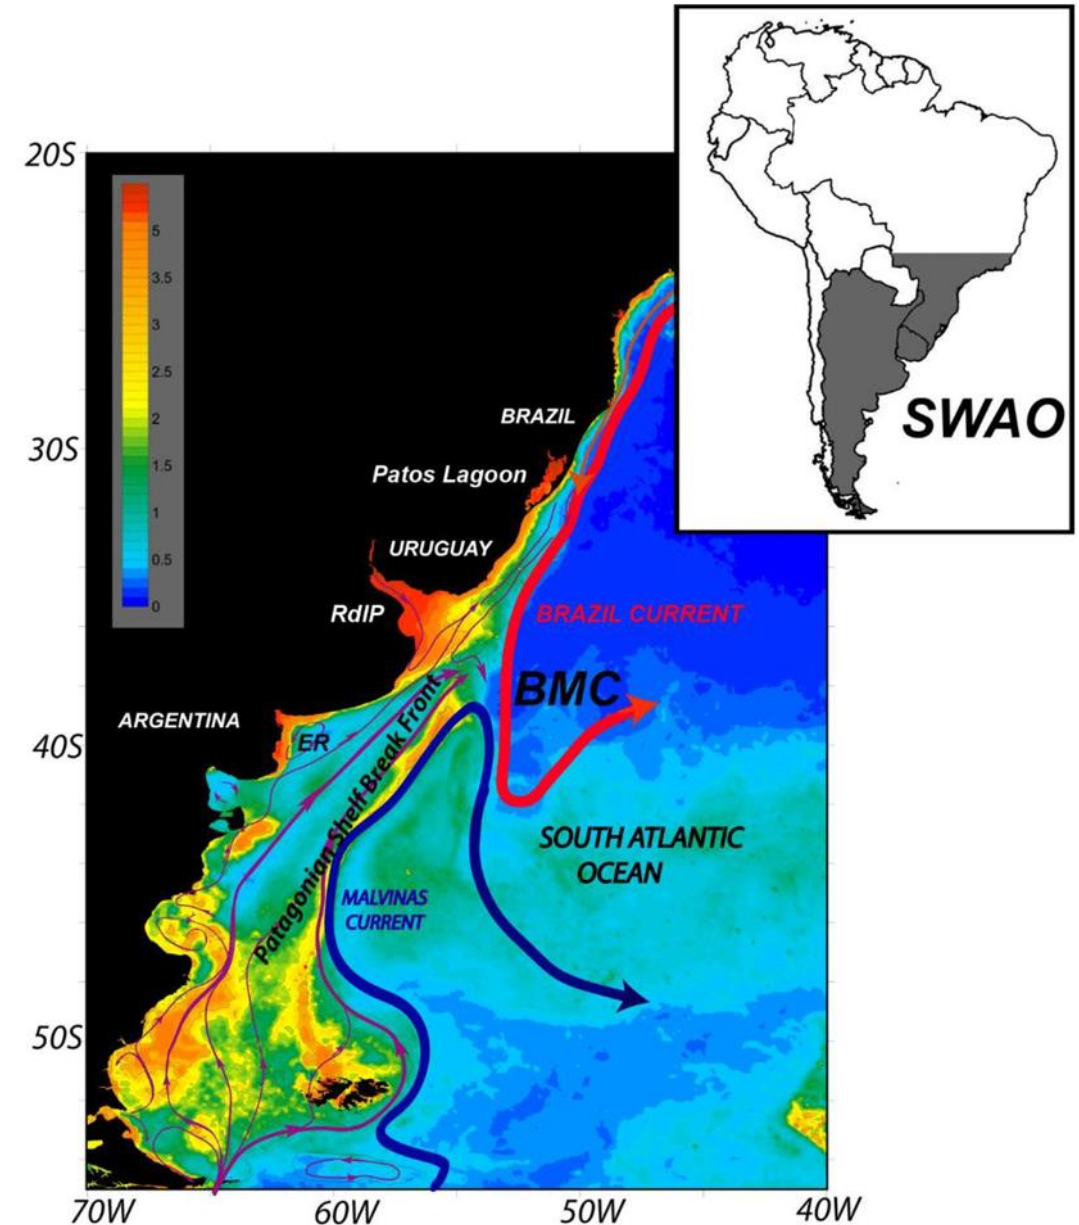 20S
30S
40S
50S
70W
60W
50W
40W
5
3.5
3
2.5
2
1.5
1
0.5
0
SWAO
BRAZIL
Patos Lagoon
URUGUAY
RdlP
BRAZIL CURRENT
BMC
ARGENTINA
ER
Patagonian Shelf Break Front
SOUTH ATLANTIC
OCEAN
MALVINAS
CURRENT